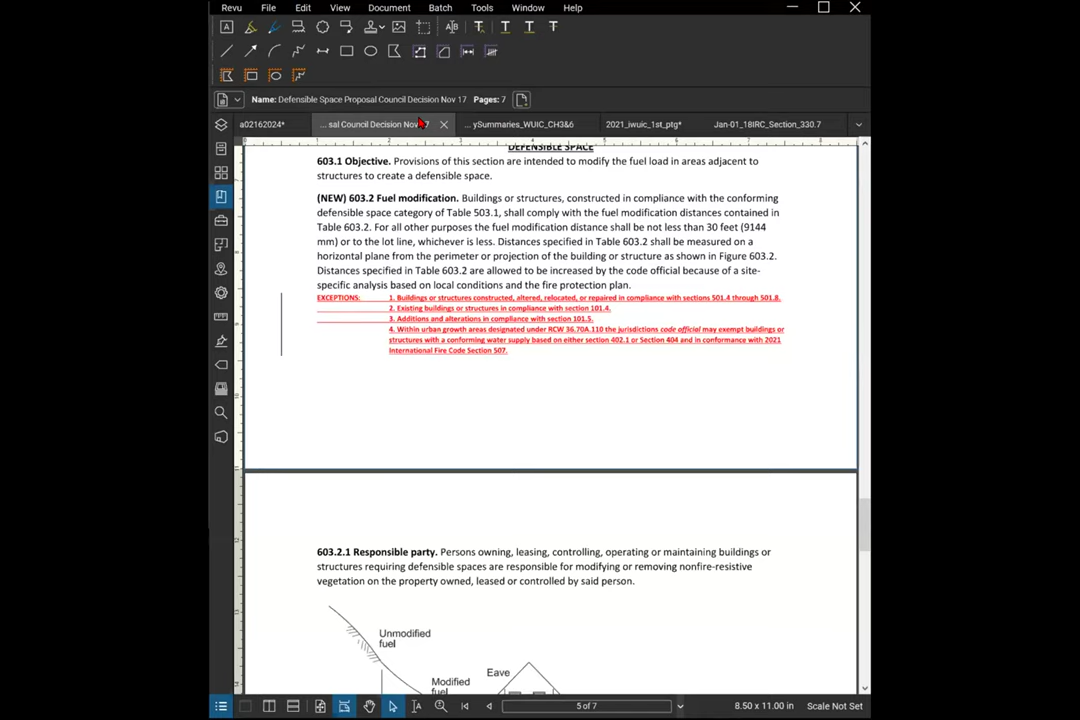 Revu File Edit View Document Batch Tools Window Help
Name: Defensible Space Proposal Council Decision Nov 17 Pages: 7
a02162024* ... sal Council Decision Nov 17 ... ySummaries_WUIC_CH3&6 2021_iwuic_1st_ptg* Jan-01_18IRC_Section_330.7
DEFENSIBLE SPACE
603.1 Objective. Provisions of this section are intended to modify the fuel load in areas adjacent to
structures to create a defensible space.
(NEW) 603.2 Fuel modification. Buildings or structures, constructed in compliance with the conforming
defensible space category of Table 503.1, shall comply with the fuel modification distances contained in
Table 603.2. For all other purposes the fuel modification distance shall be not less than 30 feet (9144
mm) or to the lot line, whichever is less. Distances specified in Table 603.2 shall be measured on a
horizontal plane from the perimeter or projection of the building or structure as shown in Figure 603.2.
Distances specified in Table 603.2 are allowed to be increased by the code official because of a site-
specific analysis based on local conditions and the fire protection plan.
EXCEPTIONS: 1. Buildings or structures constructed, altered, relocated, or repaired in compliance with sections 501.4 through 501.8.
2. Existing buildings or structures in compliance with section 101.4.
3. Additions and alterations in compliance with section 101.5.
4. Within urban growth areas designated under RCW 36.70A.110 the jurisdictions code official may exempt buildings or
structures with a conforming water supply based on either section 402.1 or Section 404 and in conformance with 2021
International Fire Code Section 507.
603.2.1 Responsible party. Persons owning, leasing, controlling, operating or maintaining buildings or
structures requiring defensible spaces are responsible for modifying or removing nonfire-resistive
vegetation on the property owned, leased or controlled by said person.
Unmodified
fuel
Eave
Modified
fuel
5 of 7 8.50 x 11.00 in Scale Not Set